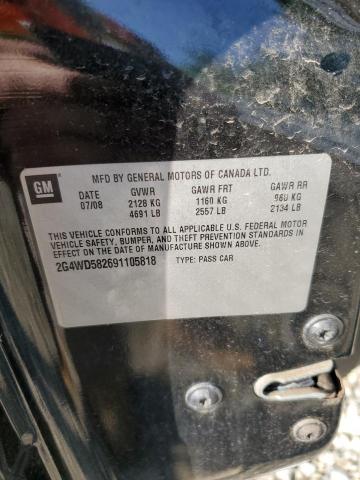 GM
MFD BY GENERAL MOTORS OF CANADA LTD.
DATE GVWR GAWR FRT GAWR RR
07/08 2128 KG 1160 KG 968 KG
4691 LB 2557 LB 2134 LB
THIS VEHICLE CONFORMS TO ALL APPLICABLE U.S. FEDERAL MOTOR
VEHICLE SAFETY, BUMPER, AND THEFT PREVENTION STANDARDS IN
EFFECT ON THE DATE OF MANUFACTURE SHOWN ABOVE.
2G4WD582691105818 TYPE: PASS CAR